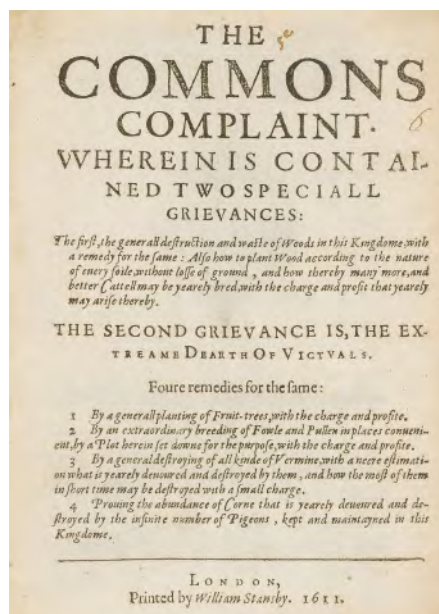 THE
COMMONS
COMPLAINT.
WHEREIN IS CONTAI-
NED TWO SPECIALL
GRIEVANCES:
The first, the generall destruction and waste of Woods in this Kingdome, with
a remedy for the same : Also how to plant Wood according to the nature
of euery soile, without losse of ground, and how thereby many more, and
better Cattell may be yearely bred, with the charge and profit that yearely
may arise thereby.
THE SECOND GRIEVANCE IS, THE EX-
TREAME DEARTH OF VICTVALS.
Foure remedies for the same :
1 By a generall planting of Fruit-trees, with the charge and profite.
2 By an extraordinary breeding of Fowle and Pullen in places conueni-
ent, by a Plot herein set downe for the purpose, with the charge and profite.
3 By a generall destroying of all kinde of Vermine, with a neere estimati-
on what is yearely deuoured and destroyed by them, and how the most of them
in short time may be destroyed with a small charge.
4 Prouing the abundance of Corne that is yearely deuoured and de-
stroyed by the infinite number of Pigeons, kept and maintayned in this
Kingdome.
LONDON,
Printed by William Stansby. 1611.